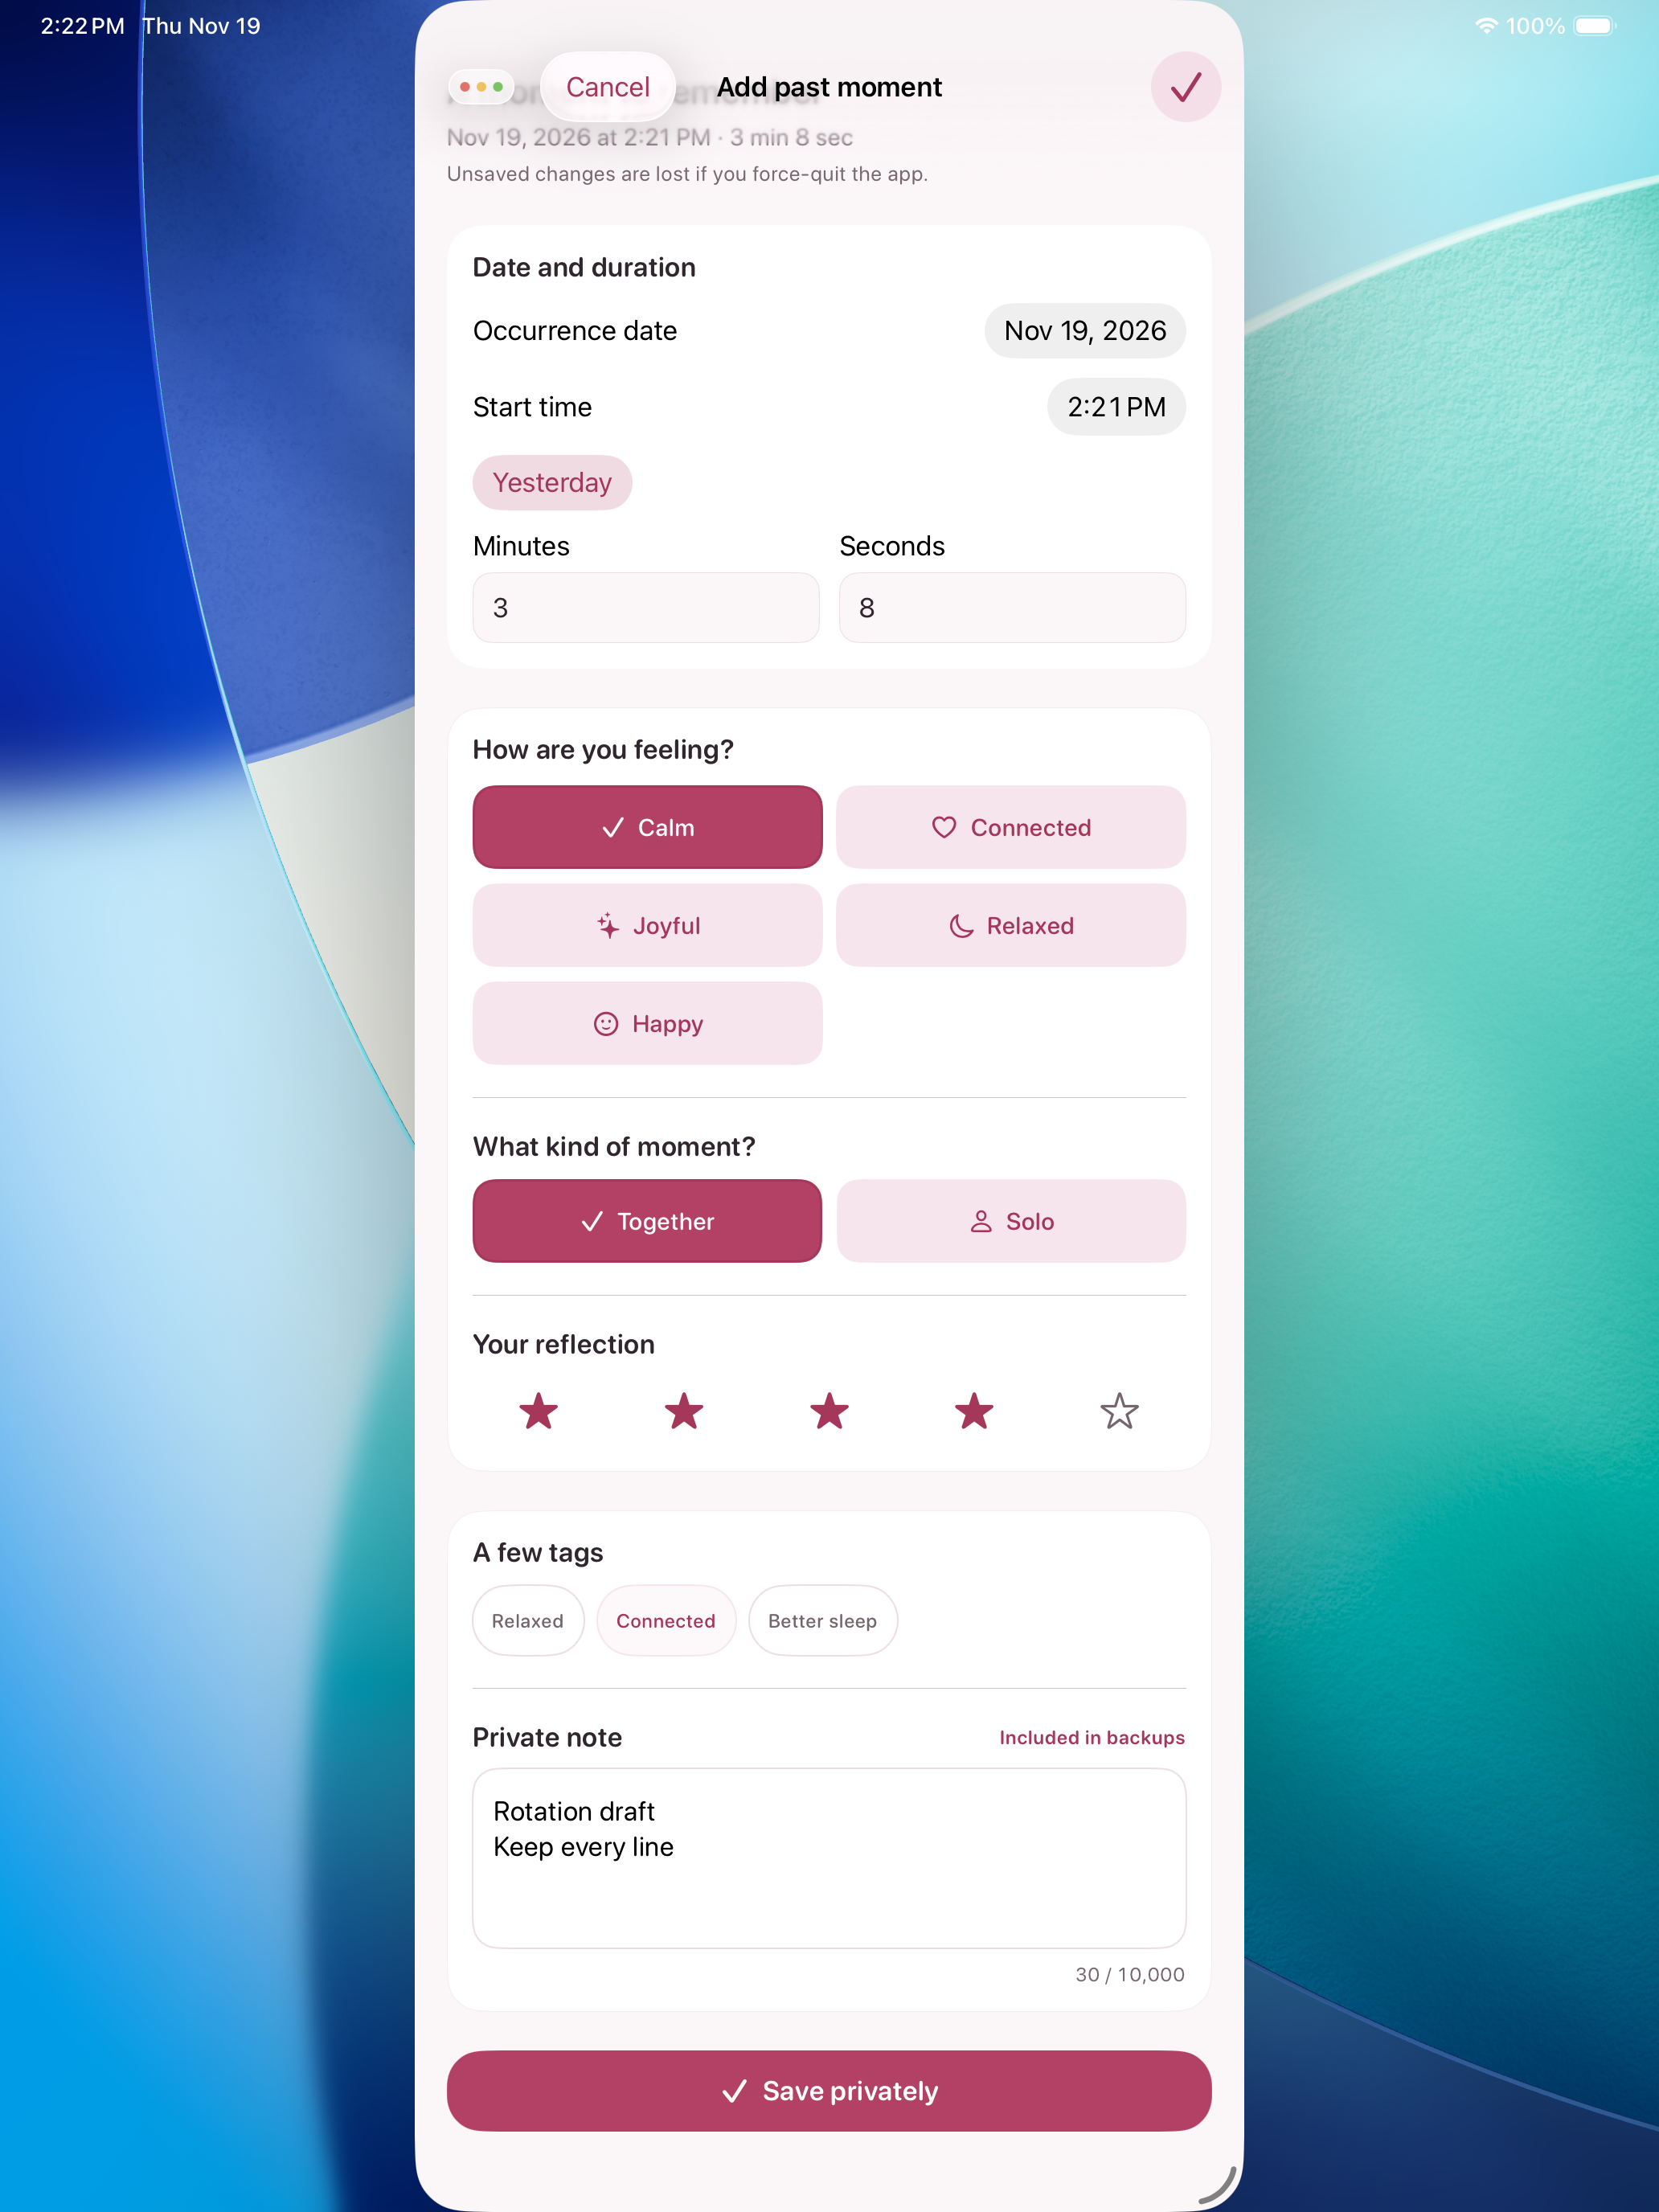 2:22 PM Thu Nov 19
100%
Cancel
Add past moment
Nov 19, 2026 at 2:21 PM · 3 min 8 sec
Unsaved changes are lost if you force-quit the app.
Date and duration
Occurrence date
Nov 19, 2026
Start time
2:21 PM
Yesterday
Minutes
Seconds
3
8
How are you feeling?
Calm
Connected
Joyful
Relaxed
Happy
What kind of moment?
Together
Solo
Your reflection
A few tags
Relaxed
Connected
Better sleep
Private note
Included in backups
Rotation draft
Keep every line
30 / 10,000
Save privately